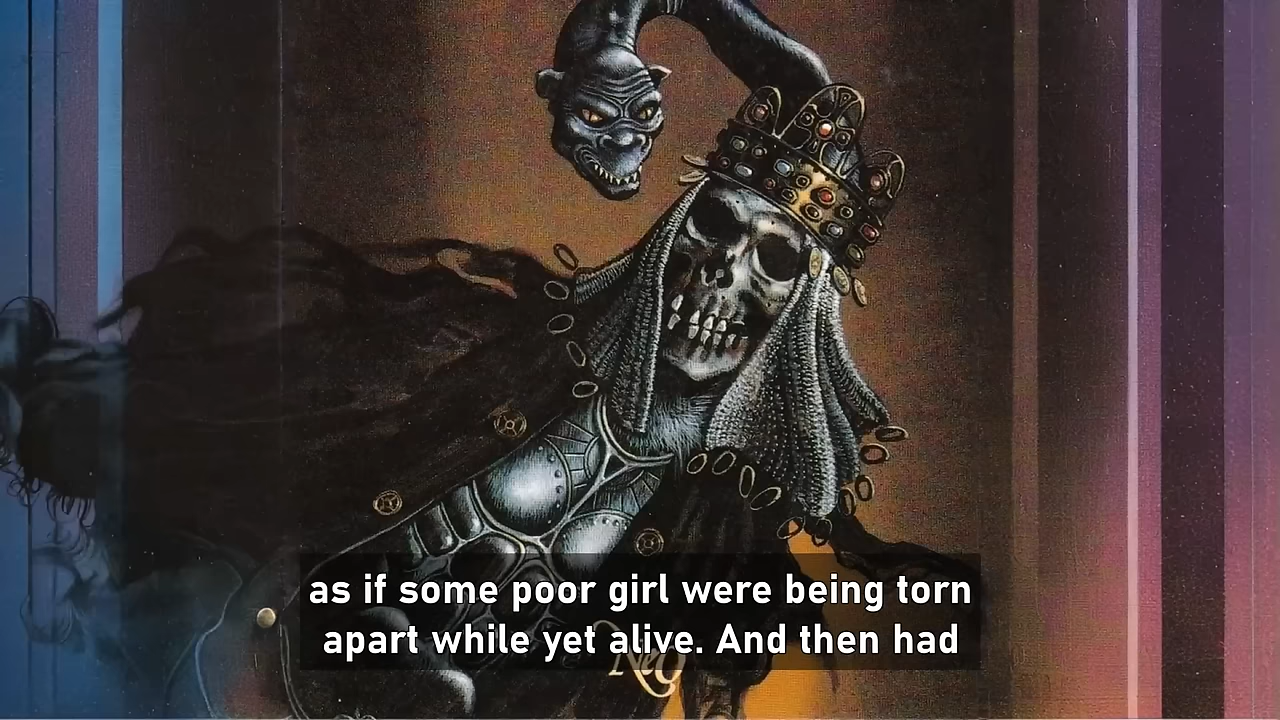 as if some poor girl were being torn
apart while yet alive. And then had